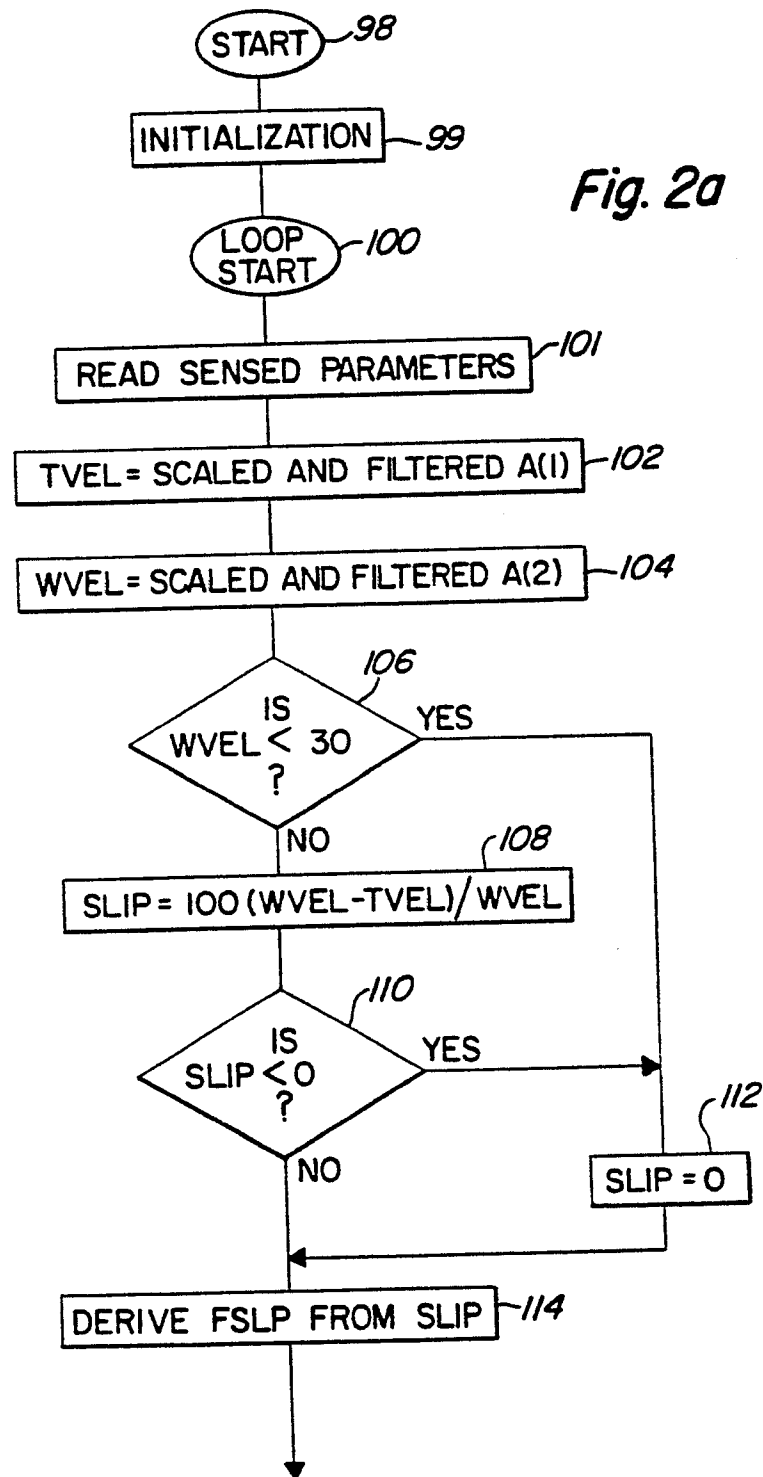 START
98
INITIALIZATION
99
Fig. 2a
LOOP
START
100
READ SENSED PARAMETERS
101
TVEL = SCALED AND FILTERED A(1)
102
WVEL = SCALED AND FILTERED A(2)
104
106
IS
WVEL < 30
?
YES
NO
108
SLIP = 100 (WVEL-TVEL)/WVEL
110
IS
SLIP < 0
?
YES
NO
112
SLIP = 0
DERIVE FSLP FROM SLIP
114